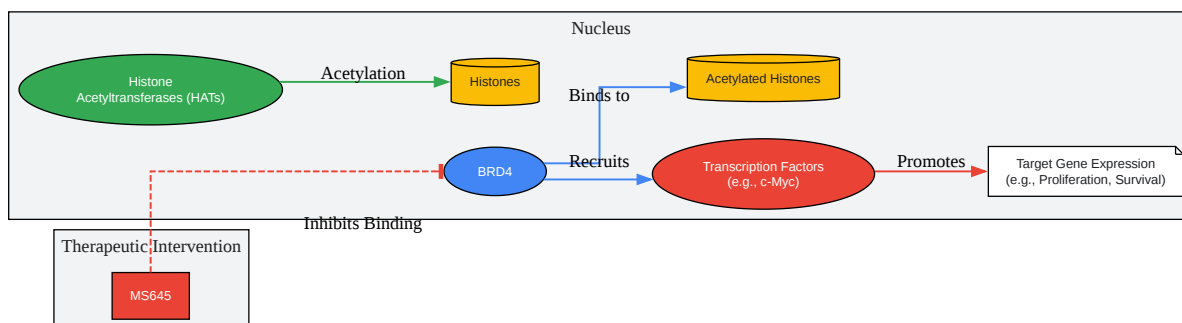 Nucleus
Histone
Acetyltransferases (HATs)
Acetylation
Histones
Binds to
Acetylated Histones
BRD4
Recruits
Transcription Factors
(e.g., c-Myc)
Promotes
Target Gene Expression
(e.g., Proliferation, Survival)
Inhibits Binding
Therapeutic Intervention
MS645